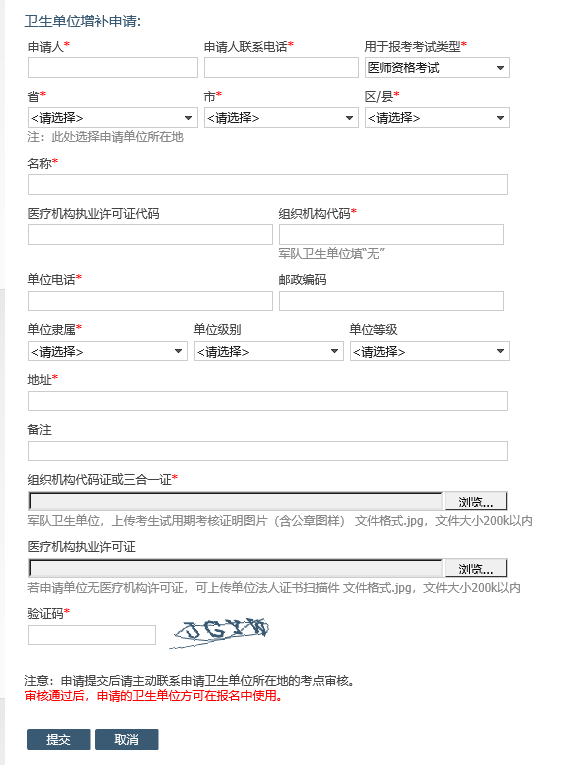 卫生单位增补申请:
申请人* 申请人联系电话* 用于报考考试类型*
医师资格考试
省* 市* 区/县*
<请选择> <请选择> <请选择>
注：此处选择申请单位所在地
名称*
医疗机构执业许可证代码 组织机构代码*
军队卫生单位填“无”
单位电话* 邮政编码
单位隶属* 单位级别 单位等级
<请选择> <请选择> <请选择>
地址*
备注
组织机构代码证或三合一证*
浏览...
军队卫生单位，上传考生试用期考核证明图片（含公章图样） 文件格式.jpg，文件大小200k以内
医疗机构执业许可证
浏览...
若申请单位无医疗机构许可证，可上传单位法人证书扫描件 文件格式.jpg，文件大小200k以内
验证码*
JGYW
注意：申请提交后请主动联系申请卫生单位所在地的考点审核。
审核通过后，申请的卫生单位方可在报名中使用。
提交 取消